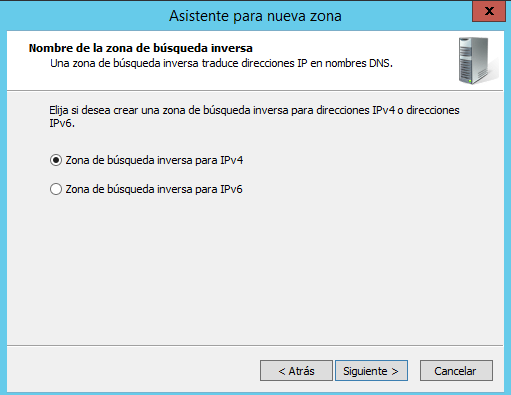 Asistente para nueva zona
x
Nombre de la zona de búsqueda inversa
Una zona de búsqueda inversa traduce direcciones IP en nombres DNS.
Elija si desea crear una zona de búsqueda inversa para direcciones IPv4 o direcciones
IPv6.
Zona de búsqueda inversa para IPv4
Zona de búsqueda inversa para IPv6
< Atrás
Siguiente >
Cancelar